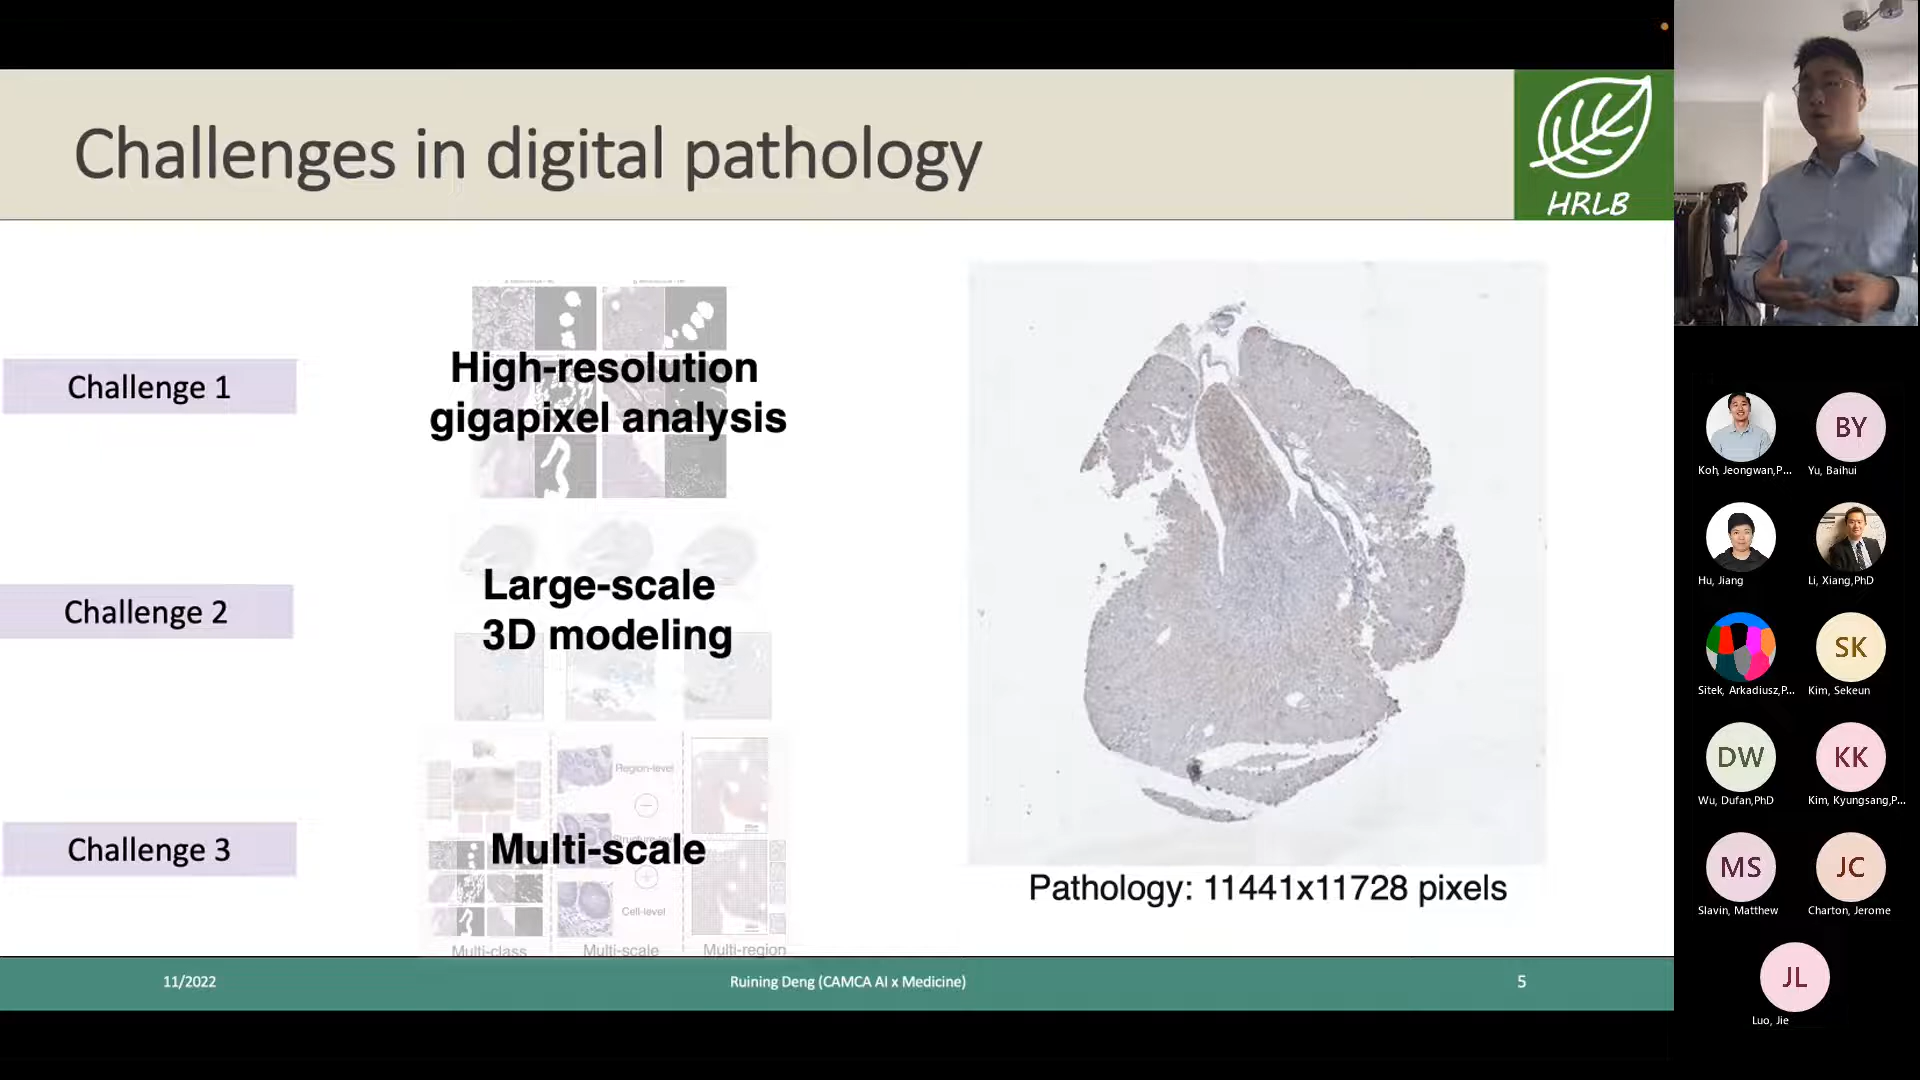 Challenges in digital pathology
HRLB
Challenge 1
High-resolution
gigapixel analysis
Challenge 2
Large-scale
3D modeling
Challenge 3
Multi-scale
Region-level
Cell-level
Multi-class
Multi-scale
Multi-region
Pathology: 11441x11728 pixels
11/2022
Ruining Deng (CAMCA AI x Medicine)
5
Koh, Jeongwan,P...
BY
Yu, Baihui
Hu, Jiang
Li, Xiang,PhD
Sitek, Arkadiusz,P...
SK
Kim, Sekeun
DW
Wu, Dufan,PhD
KK
Kim, Kyungsang,P...
MS
Slavin, Matthew
JC
Charton, Jerome
JL
Luo, Jie